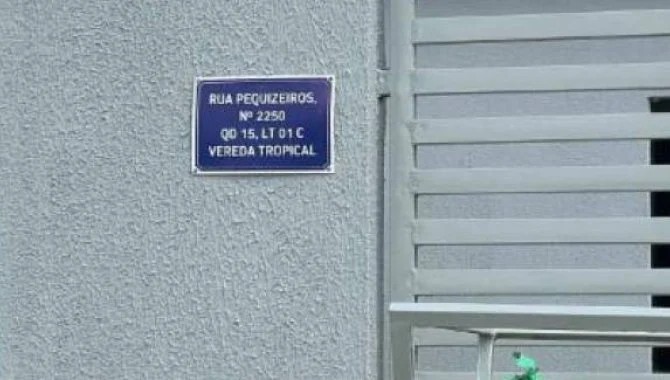 RUA PEQUIZEIROS,
Nº 2250
QD 15, LT 01 C
VEREDA TROPICAL